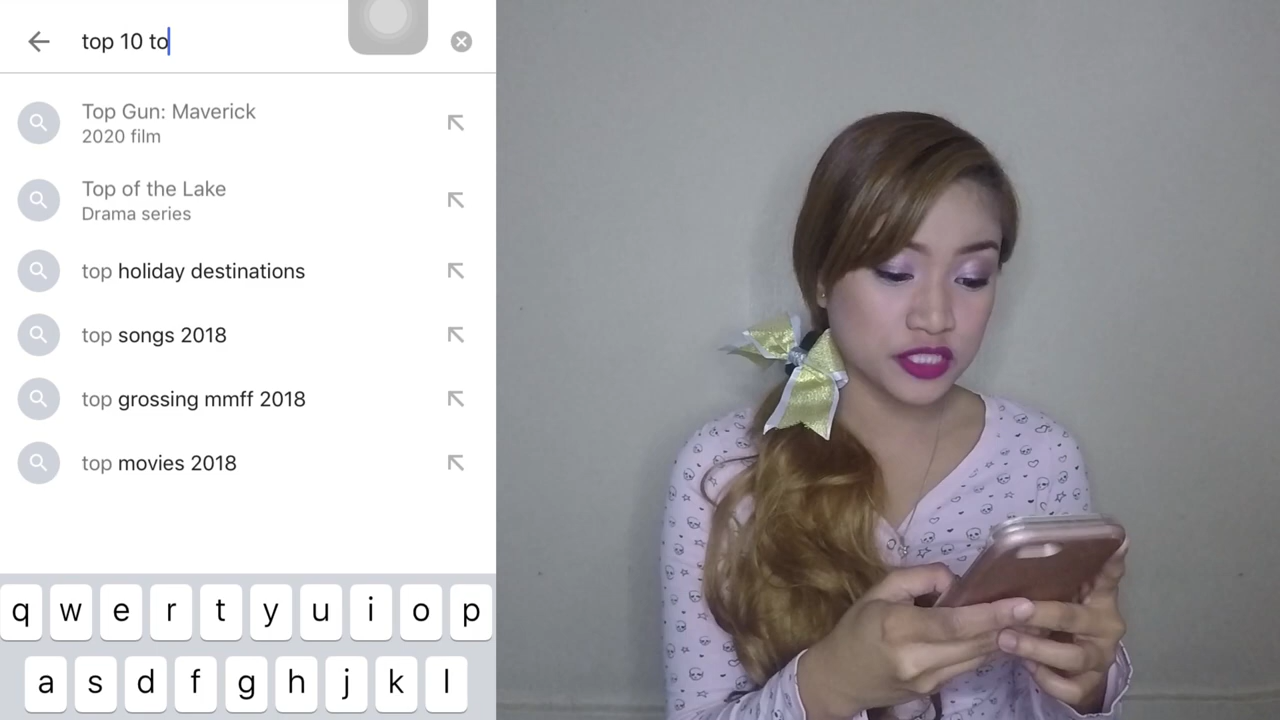 top 10 to
Top Gun: Maverick
2020 film
Top of the Lake
Drama series
top holiday destinations
top songs 2018
top grossing mmff 2018
top movies 2018
q w e r t y u i o p
a s d f g h j k l